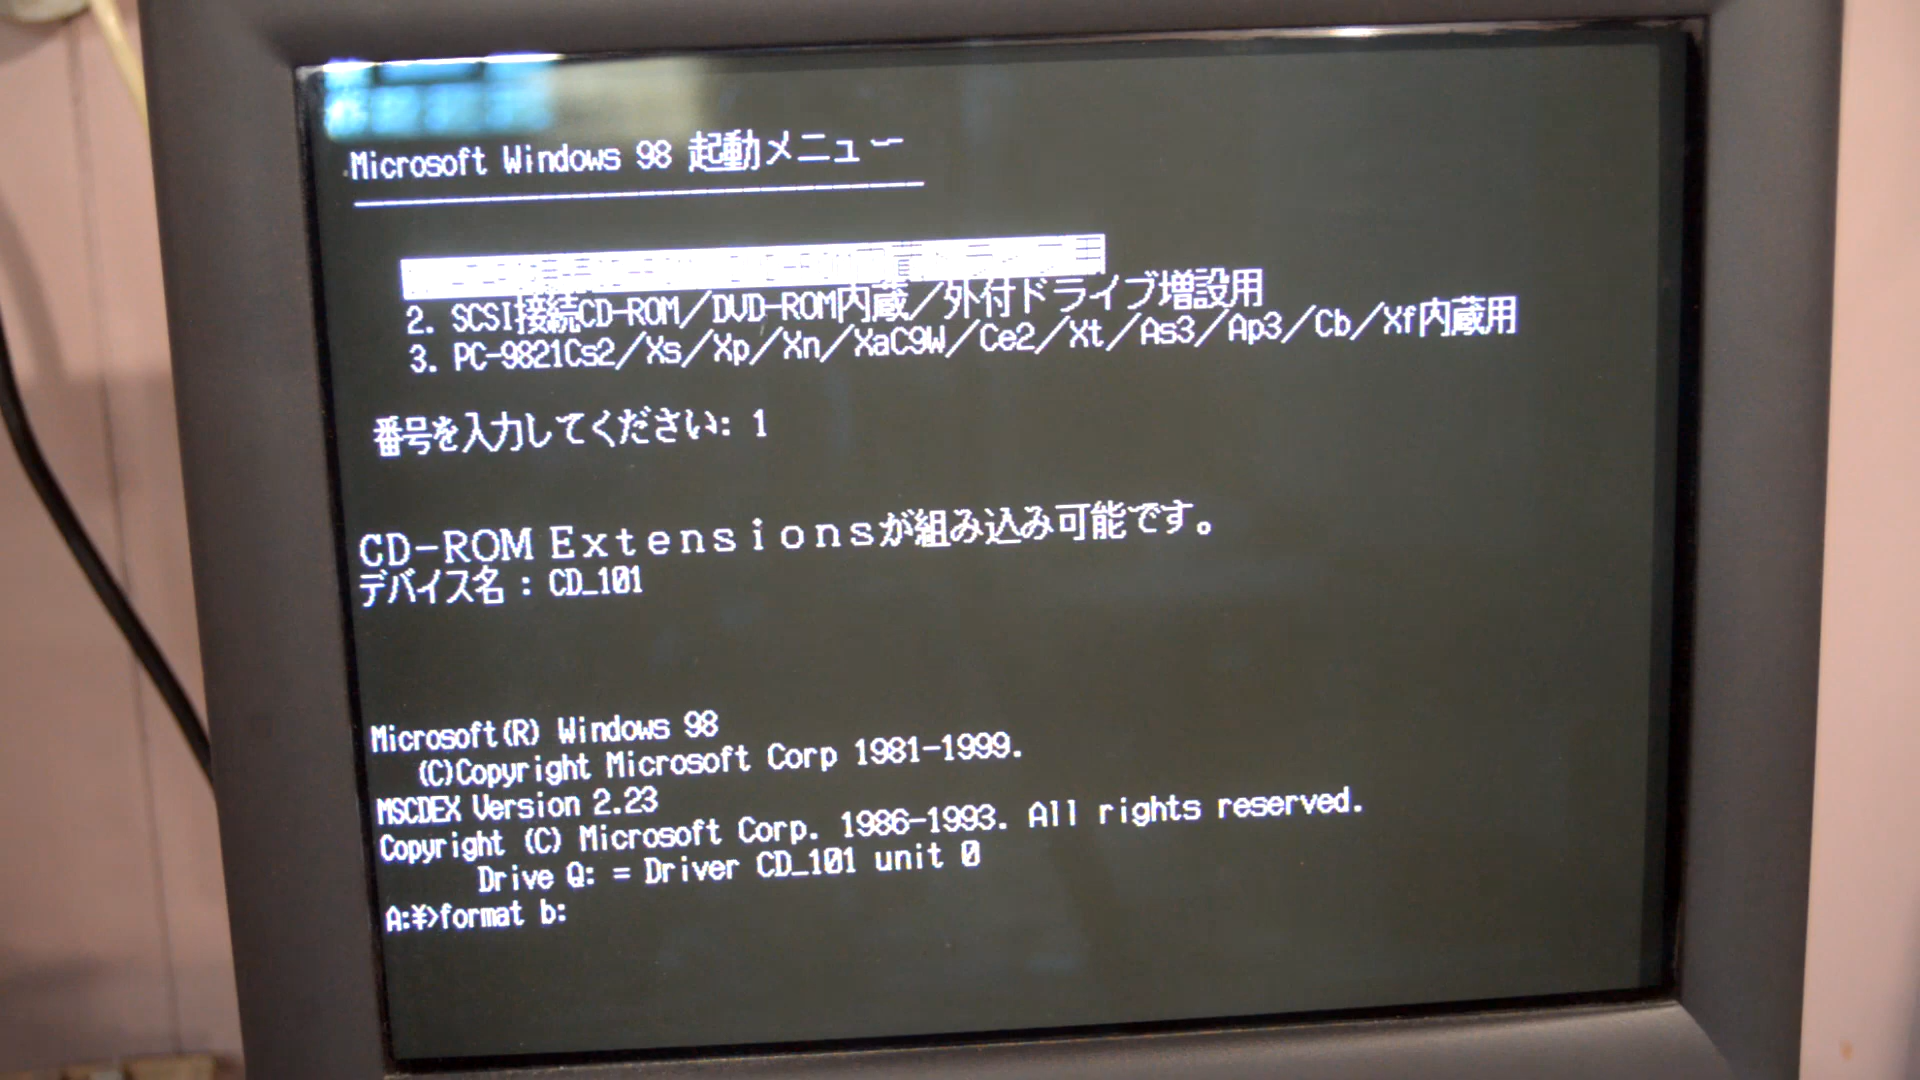 Microsoft Windows 98 起動メニュー
2. SCSI接続CD-ROM／DVD-ROM内蔵／外付ドライブ増設用
3. PC-9821Cs2／Xs／Xp／Xn／XaC9W／Ce2／Xt／As3／Ap3／Cb／Xf内蔵用
番号を入力してください: 1
CD-ROM Ｅｘｔｅｎｓｉｏｎｓが組み込み可能です。
デバイス名 : CD_101
Microsoft(R) Windows 98
(C)Copyright Microsoft Corp 1981-1999.
MSCDEX Version 2.23
Copyright (C) Microsoft Corp. 1986-1993. All rights reserved.
Drive Q: = Driver CD_101 unit 0
A:¥>format b: